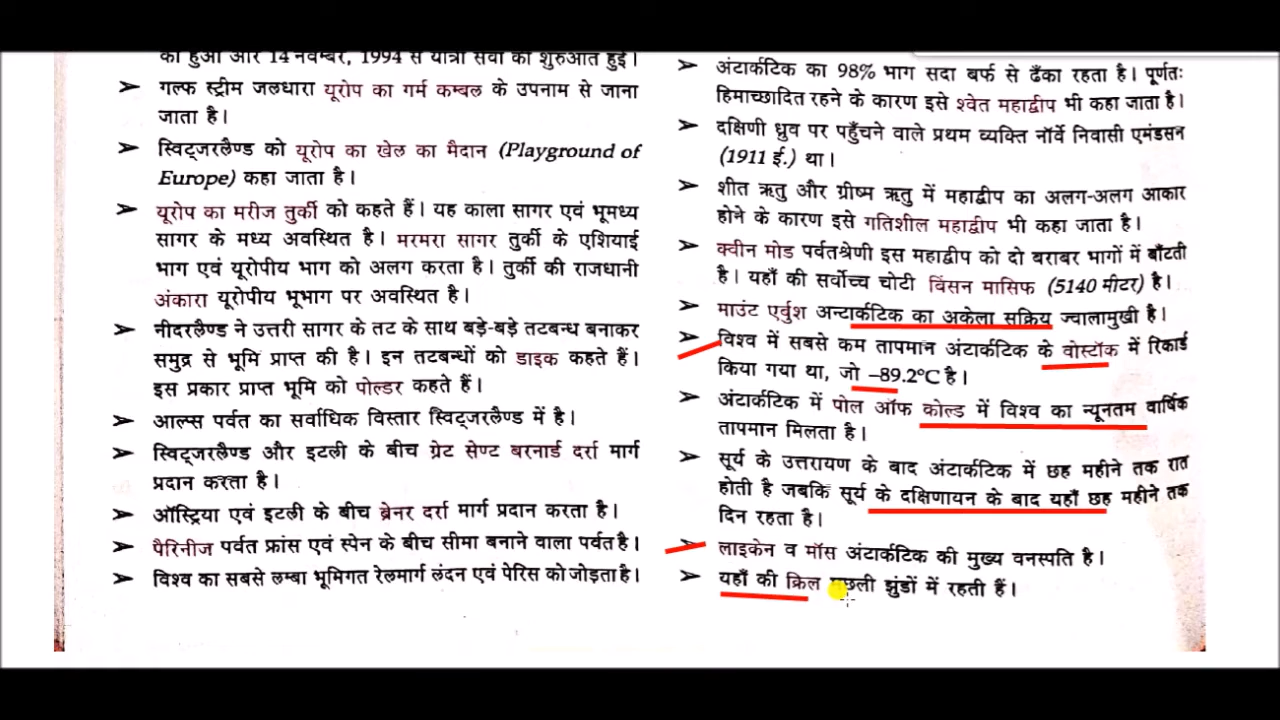 का हुआ और 14 नवम्बर, 1994 से यात्री सेवा की शुरुआत हुई।
➢ गल्फ स्ट्रीम जलधारा यूरोप का गर्म कम्बल के उपनाम से जाना
जाता है।
➢ स्विट्जरलैण्ड को यूरोप का खेल का मैदान (Playground of
Europe) कहा जाता है।
➢ यूरोप का मरीज तुर्की को कहते हैं। यह काला सागर एवं भूमध्य
सागर के मध्य अवस्थित है। मरमरा सागर तुर्की के एशियाई
भाग एवं यूरोपीय भाग को अलग करता है। तुर्की की राजधानी
अंकारा यूरोपीय भूभाग पर अवस्थित है।
➢ नीदरलैण्ड ने उत्तरी सागर के तट के साथ बड़े-बड़े तटबन्ध बनाकर
समुद्र से भूमि प्राप्त की है। इन तटबन्धों को डाइक कहते हैं।
इस प्रकार प्राप्त भूमि को पोल्डर कहते हैं।
➢ आल्प्स पर्वत का सर्वाधिक विस्तार स्विट्जरलैण्ड में है।
➢ स्विट्जरलैण्ड और इटली के बीच ग्रेट सेण्ट बरनार्ड दर्रा मार्ग
प्रदान करता है।
➢ ऑस्ट्रिया एवं इटली के बीच ब्रेनर दर्रा मार्ग प्रदान करता है।
➢ पैरिनीज पर्वत फ्रांस एवं स्पेन के बीच सीमा बनाने वाला पर्वत है।
➢ विश्व का सबसे लम्बा भूमिगत रेलमार्ग लंदन एवं पेरिस को जोड़ता है।
➢ अंटार्कटिक का 98% भाग सदा बर्फ से ढँका रहता है। पूर्णतः
हिमाच्छादित रहने के कारण इसे श्वेत महाद्वीप भी कहा जाता है।
➢ दक्षिणी ध्रुव पर पहुँचने वाले प्रथम व्यक्ति नॉर्वे निवासी एमंडसन
(1911 ई.) था।
➢ शीत ऋतु और ग्रीष्म ऋतु में महाद्वीप का अलग-अलग आकार
होने के कारण इसे गतिशील महाद्वीप भी कहा जाता है।
➢ क्वीन मोड पर्वतश्रेणी इस महाद्वीप को दो बराबर भागों में बाँटती
है। यहाँ की सर्वोच्च चोटी विंसन मासिफ (5140 मीटर) है।
➢ माउंट एर्वुश अन्टार्कटिक का अकेला सक्रिय ज्वालामुखी है।
➢ विश्व में सबसे कम तापमान अंटार्कटिक के वोस्टॉक में रिकार्ड
किया गया था, जो –89.2°C है।
➢ अंटार्कटिक में पोल ऑफ कोल्ड में विश्व का न्यूनतम वार्षिक
तापमान मिलता है।
➢ सूर्य के उत्तरायण के बाद अंटार्कटिक में छह महीने तक रात
होती है जबकि सूर्य के दक्षिणायन के बाद यहाँ छह महीने तक
दिन रहता है।
➢ लाइकेन व मॉस अंटार्कटिक की मुख्य वनस्पति है।
➢ यहाँ की क्रिल मछली झुंडों में रहती हैं।